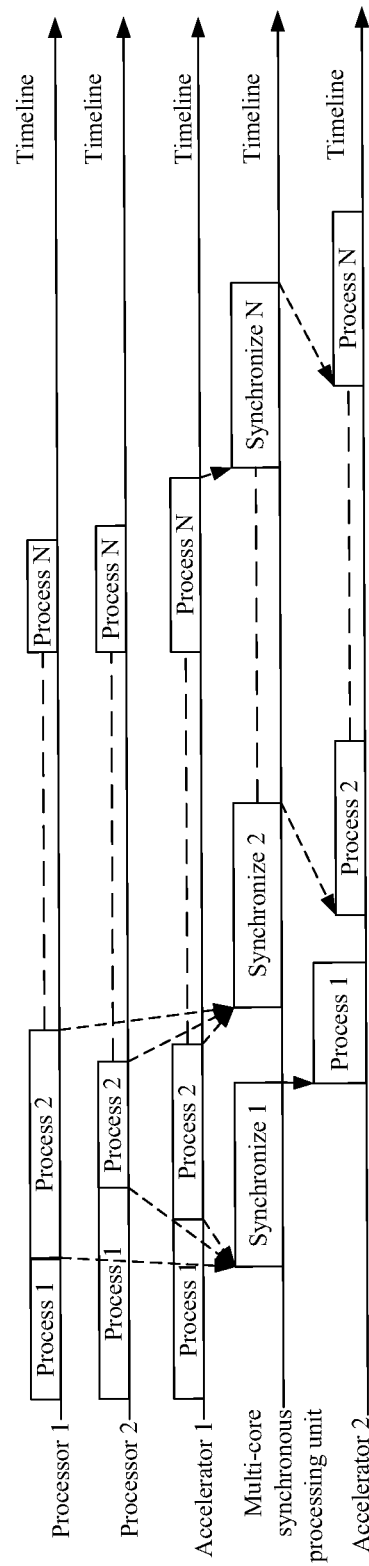 Processor 1
Process 1
Process 2
Process N
Timeline
Processor 2
Process 1
Process 2
Process N
Timeline
Accelerator 1
Process 1
Process 2
Process N
Timeline
Multi-core
synchronous
processing unit
Synchronize 1
Synchronize 2
Synchronize N
Timeline
Accelerator 2
Process 1
Process 2
Process N
Timeline